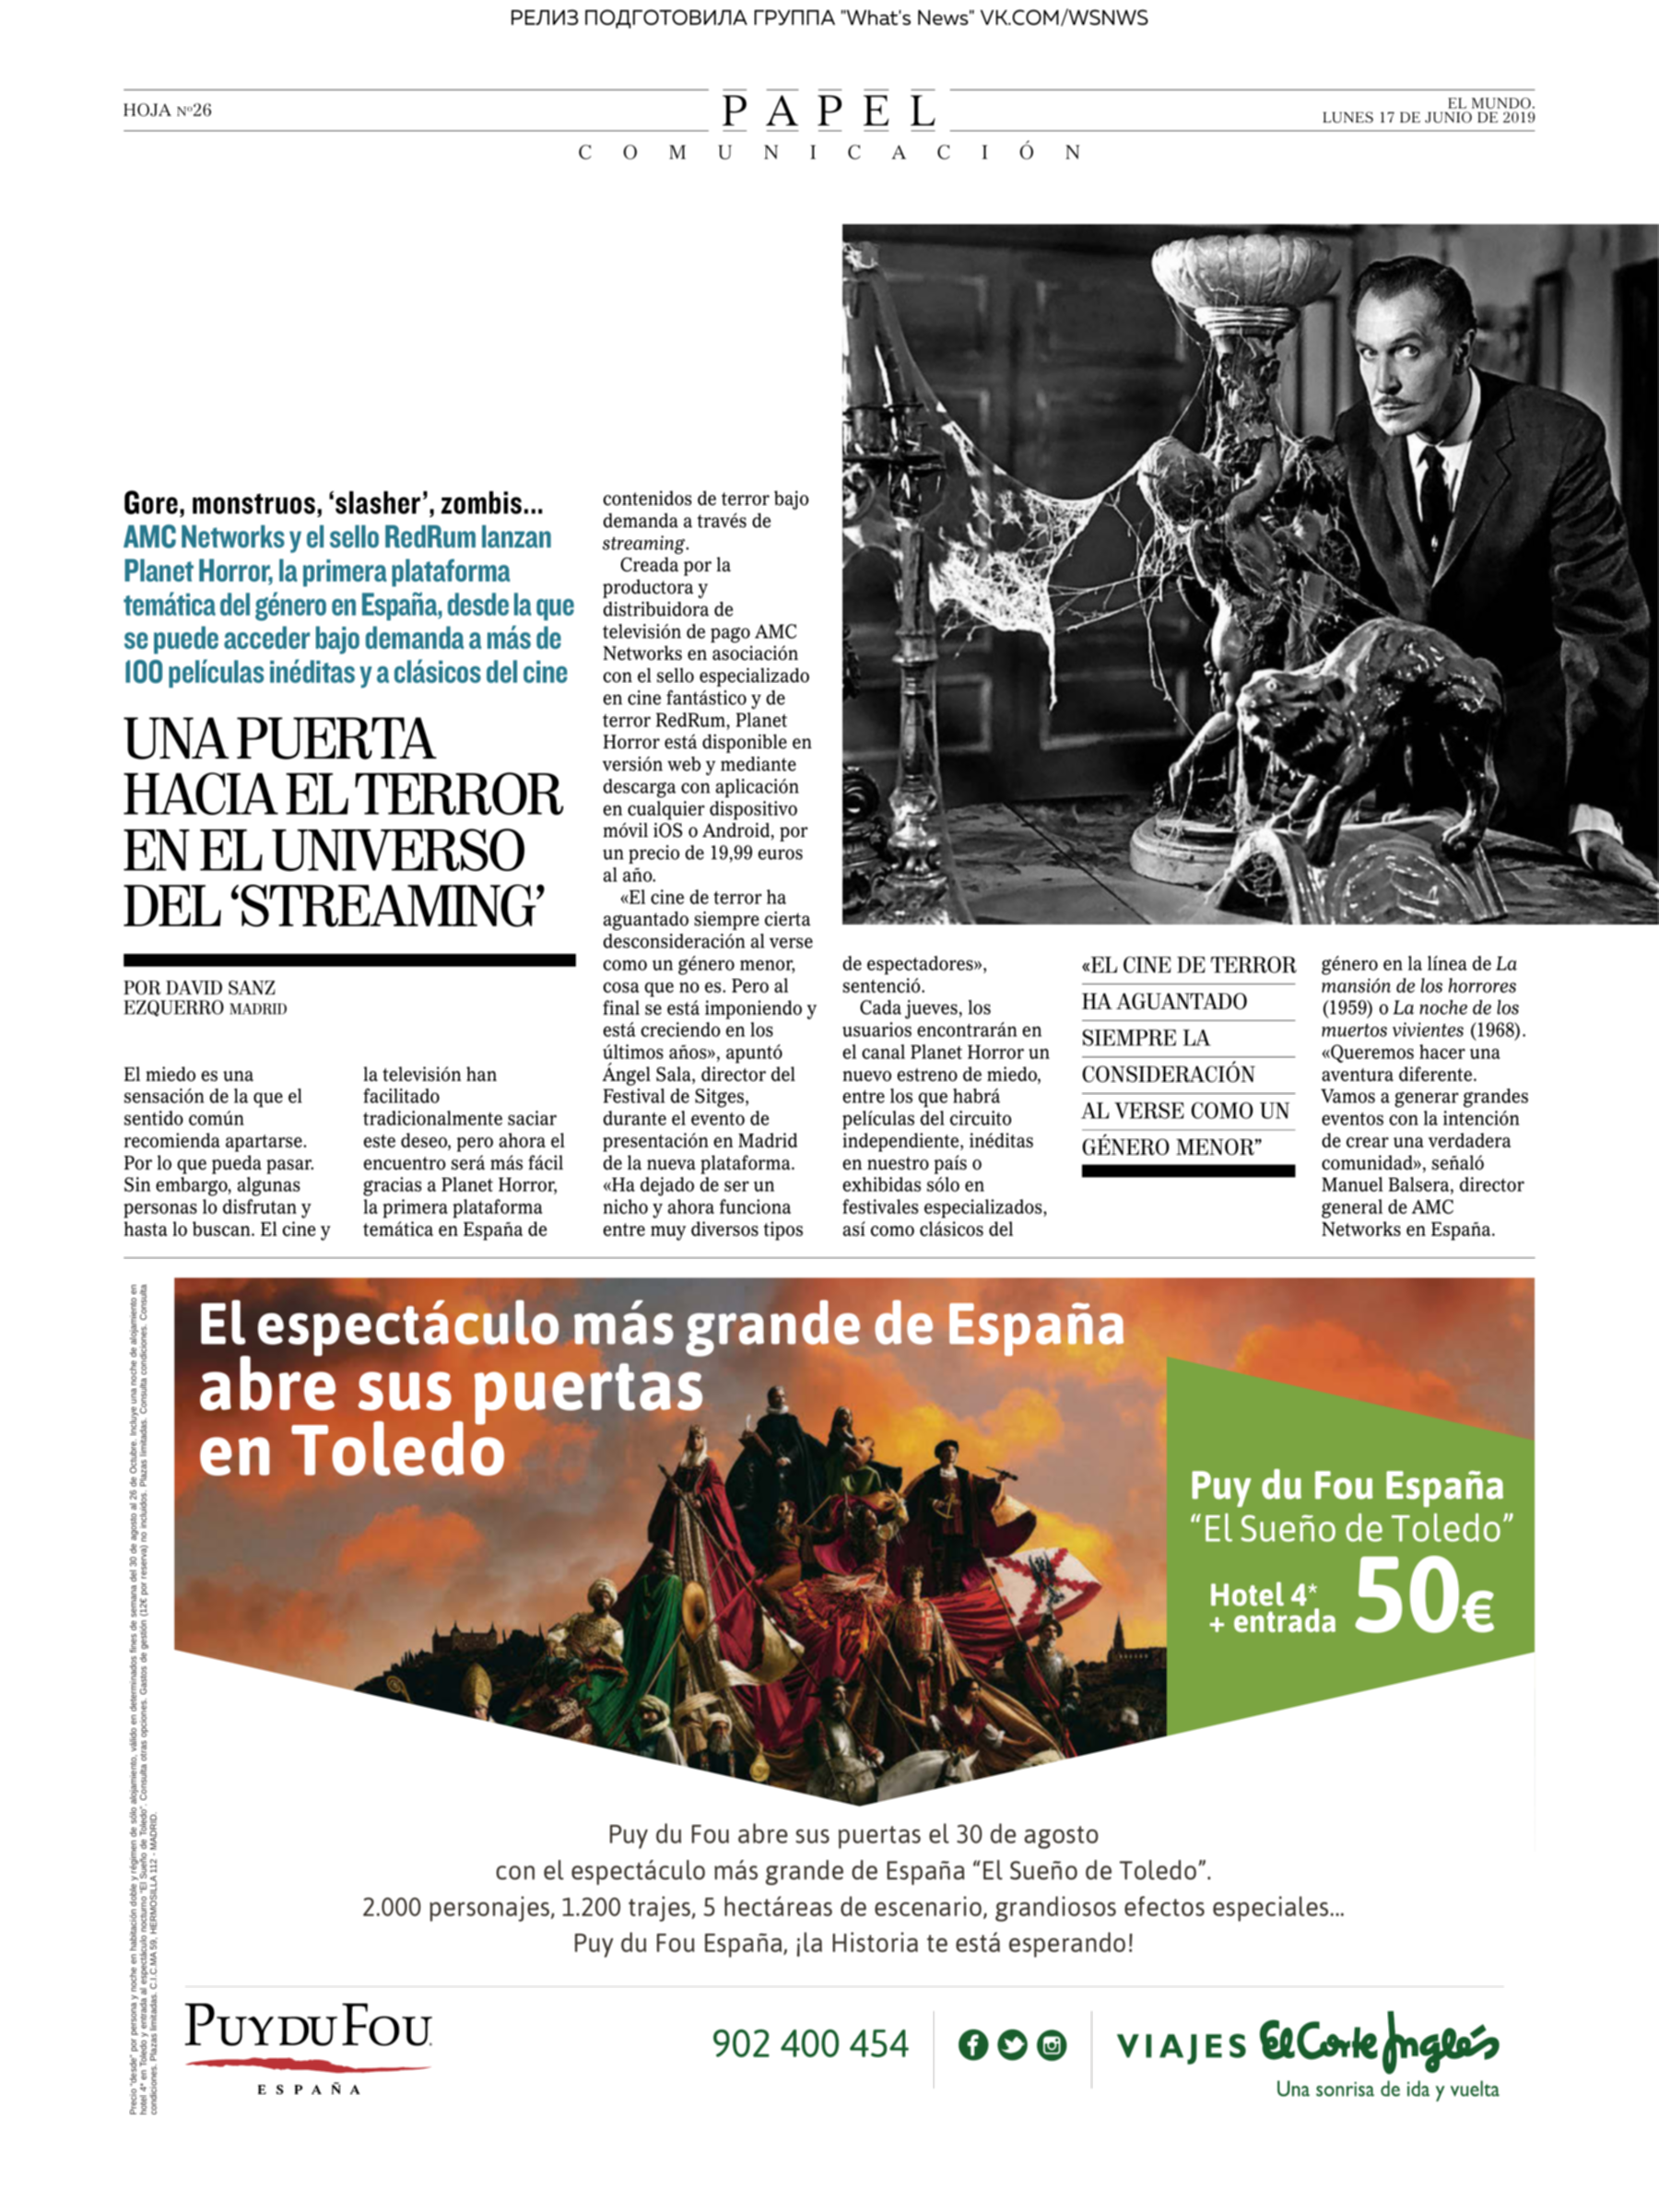 РЕЛИЗ ПОДГОТОВИЛА ГРУППА "What's News" VK.COM/WSNWS
HOJA Nº26
PAPEL
EL MUNDO.
LUNES 17 DE JUNIO DE 2019
COMUNICACIÓN
Gore, monstruos, ‘slasher’, zombis...
AMC Networks y el sello RedRum lanzan
Planet Horror, la primera plataforma
temática del género en España, desde la que
se puede acceder bajo demanda a más de
100 películas inéditas y a clásicos del cine
UNA PUERTA
HACIA EL TERROR
EN EL UNIVERSO
DEL ‘STREAMING’
POR DAVID SANZ
EZQUERRO MADRID
El miedo es una
sensación de la que el
sentido común
recomienda apartarse.
Por lo que pueda pasar.
Sin embargo, algunas
personas lo disfrutan y
hasta lo buscan. El cine y
la televisión han
facilitado
tradicionalmente saciar
este deseo, pero ahora el
encuentro será más fácil
gracias a Planet Horror,
la primera plataforma
temática en España de
contenidos de terror bajo
demanda a través de
streaming.
Creada por la
productora y
distribuidora de
televisión de pago AMC
Networks en asociación
con el sello especializado
en cine fantástico y de
terror RedRum, Planet
Horror está disponible en
versión web y mediante
descarga con aplicación
en cualquier dispositivo
móvil iOS o Android, por
un precio de 19,99 euros
al año.
«El cine de terror ha
aguantado siempre cierta
desconsideración al verse
como un género menor,
cosa que no es. Pero al
final se está imponiendo y
está creciendo en los
últimos años», apuntó
Ángel Sala, director del
Festival de Sitges,
durante el evento de
presentación en Madrid
de la nueva plataforma.
«Ha dejado de ser un
nicho y ahora funciona
entre muy diversos tipos
de espectadores»,
sentenció.
Cada jueves, los
usuarios encontrarán en
el canal Planet Horror un
nuevo estreno de miedo,
entre los que habrá
películas del circuito
independiente, inéditas
en nuestro país o
exhibidas sólo en
festivales especializados,
así como clásicos del
«EL CINE DE TERROR
HA AGUANTADO
SIEMPRE LA
CONSIDERACIÓN
AL VERSE COMO UN
GÉNERO MENOR”
género en la línea de La
mansión de los horrores
(1959) o La noche de los
muertos vivientes (1968).
«Queremos hacer una
aventura diferente.
Vamos a generar grandes
eventos con la intención
de crear una verdadera
comunidad», señaló
Manuel Balsera, director
general de AMC
Networks en España.
Precio "desde" por persona y noche en habitación doble y régimen de sólo alojamiento, válido en determinados fines de semana del 30 de agosto al 26 de Octubre. Incluye una noche de alojamiento en
hotel 4* en Toledo y entrada al espectáculo nocturno "El Sueño de Toledo". Consulta otras opciones. Gastos de gestión (12€ por reserva) no incluidos. Plazas limitadas. Consulta condiciones. Consulta
condiciones. Plazas limitadas. C.I.C.MA 59, HERMOSILLA 112 - MADRID.
El espectáculo más grande de España
abre sus puertas
en Toledo
Puy du Fou España
“El Sueño de Toledo”
Hotel 4*
+ entrada 50€
Puy du Fou abre sus puertas el 30 de agosto
con el espectáculo más grande de España “El Sueño de Toledo”.
2.000 personajes, 1.200 trajes, 5 hectáreas de escenario, grandiosos efectos especiales...
Puy du Fou España, ¡la Historia te está esperando!
PUY DU FOU
ESPAÑA
902 400 454
VIAJES El Corte Inglés
Una sonrisa de ida y vuelta